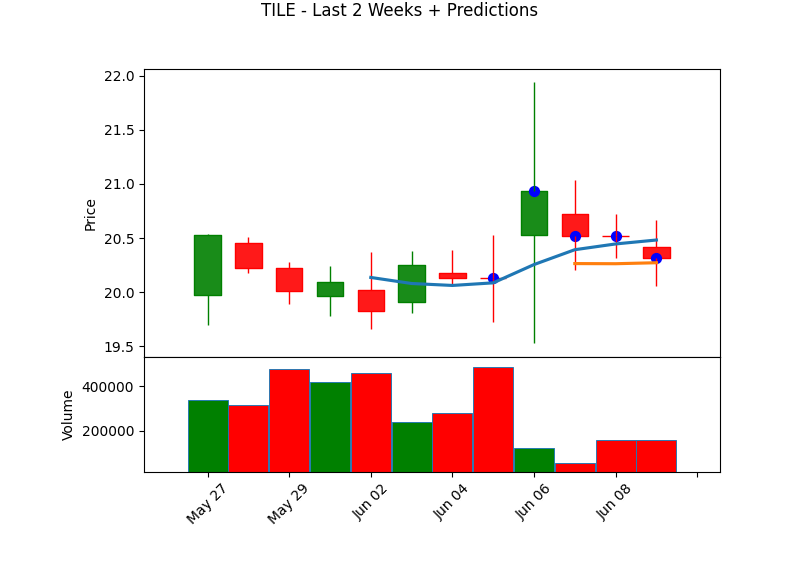 TILE - Last 2 Weeks + Predictions
22.0
21.5
21.0
20.5
20.0
19.5
Price
400000
200000
Volume
May 27
May 29
Jun 02
Jun 04
Jun 06
Jun 08